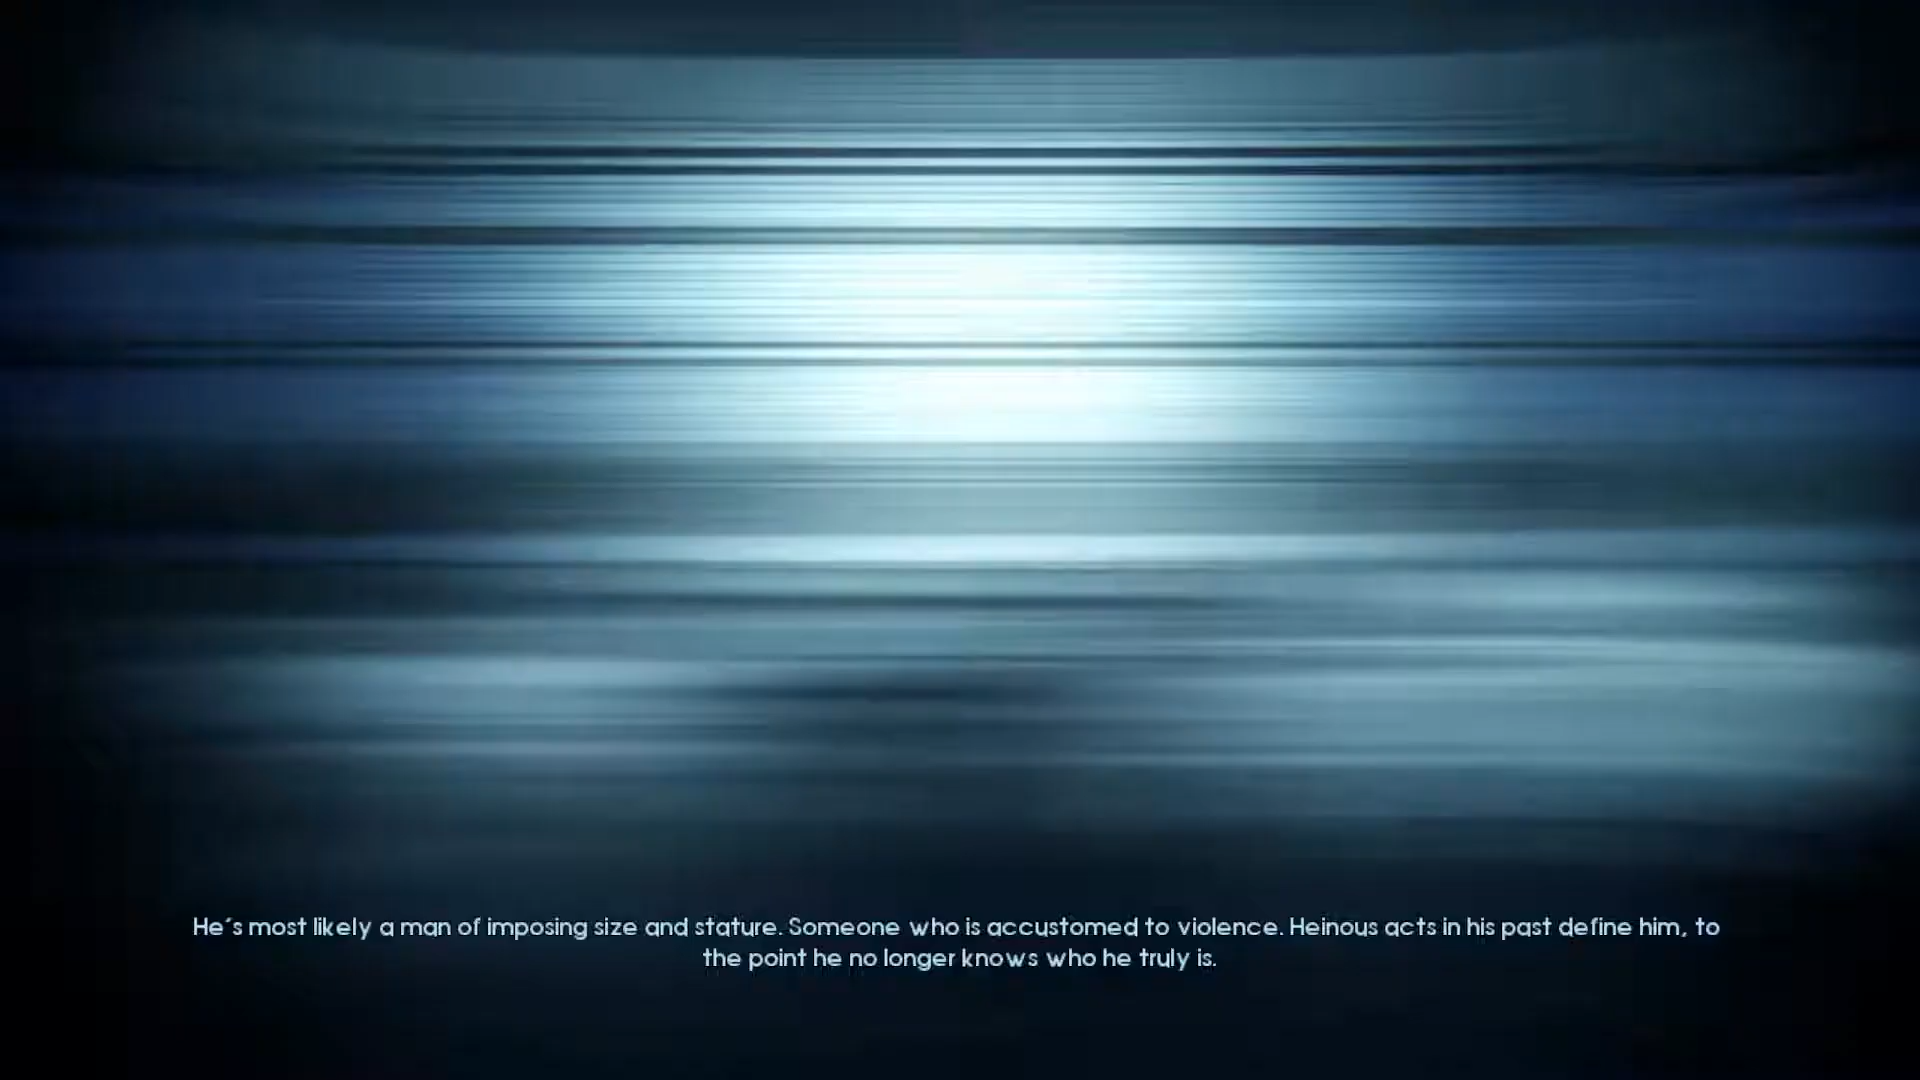 He's most likely a man of imposing size and stature. Someone who is accustomed to violence. Heinous acts in his past define him, to
the point he no longer knows who he truly is.